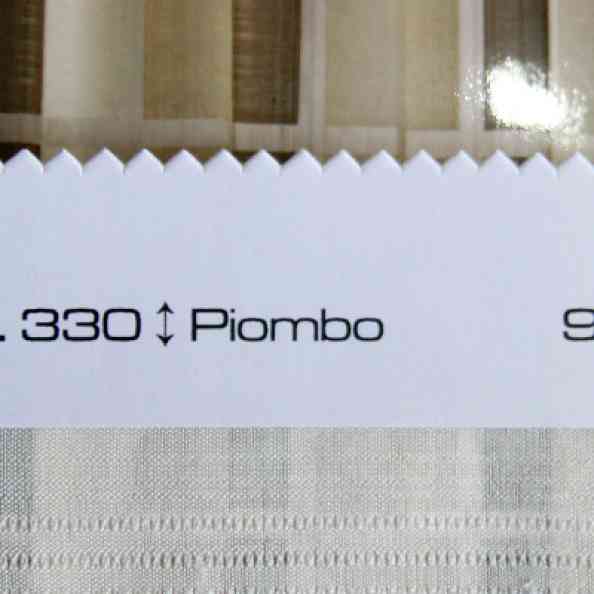 . 330 ↕ Piombo 9